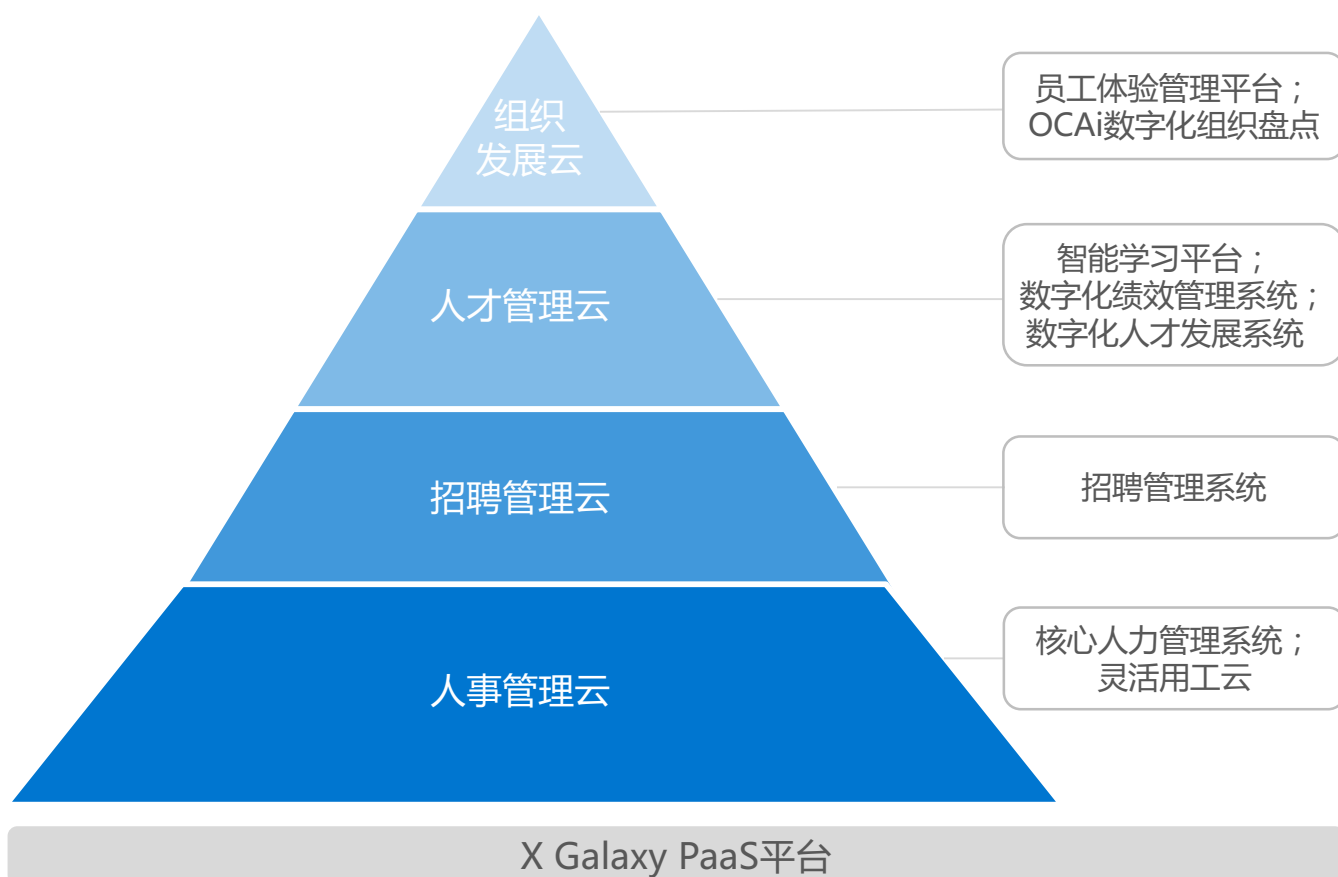 组织
发展云
员工体验管理平台；
OCAi数字化组织盘点
人才管理云
智能学习平台；
数字化绩效管理系统；
数字化人才发展系统
招聘管理云
招聘管理系统
人事管理云
核心人力管理系统；
灵活用工云
X Galaxy PaaS平台